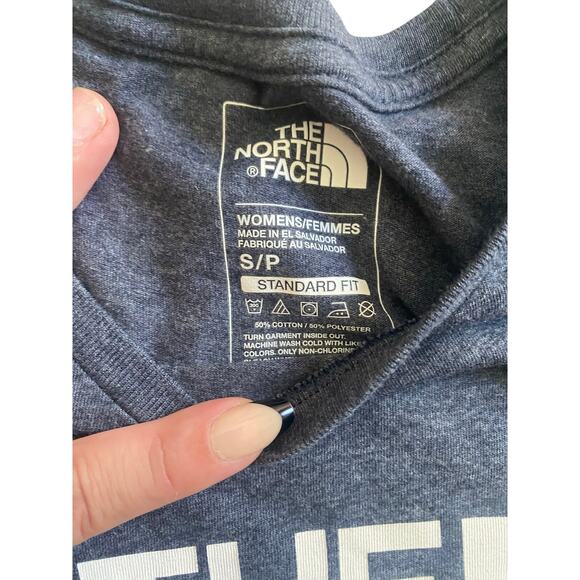 THE
NORTH
® FACE
WOMENS/FEMMES
MADE IN EL SALVADOR
FABRIQUÉ AU SALVADOR
S/P
STANDARD FIT
50% COTTON / 50% POLYESTER
TURN GARMENT INSIDE OUT.
MACHINE WASH COLD WITH LIKE
COLORS. ONLY NON-CHLORINE
THE